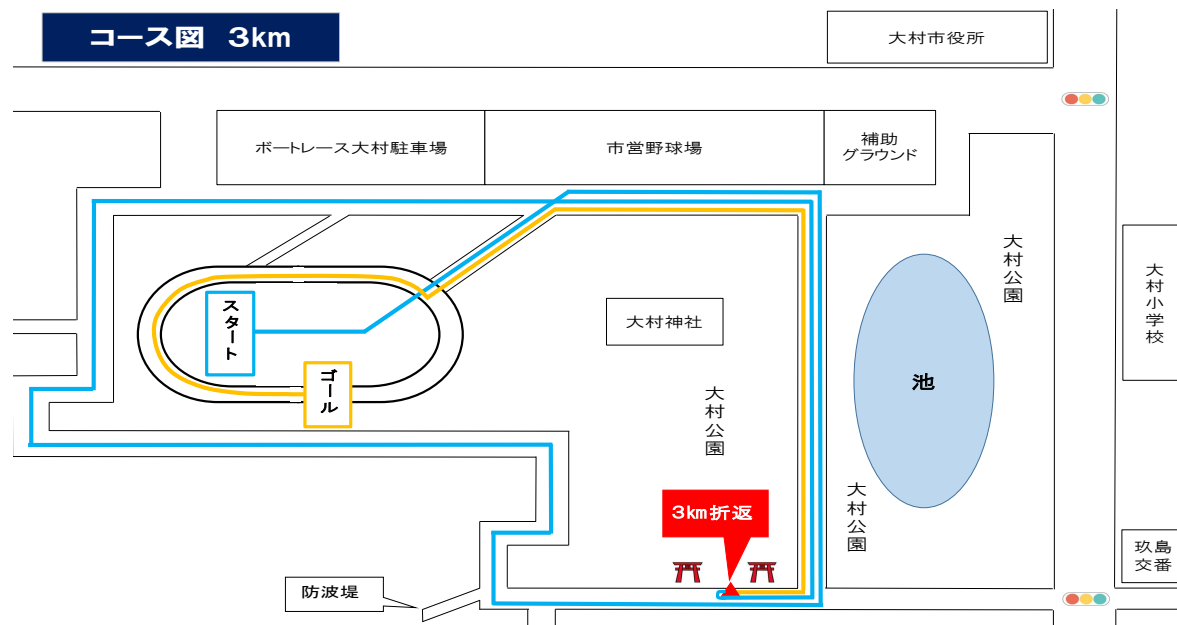 コース図 3km
大村市役所
ボートレース大村駐車場
市営野球場
補助
グラウンド
大村公園
大村小学校
スタート
大村神社
ゴール
池
大村公園
大村公園
3km折返
玖島
交番
防波堤